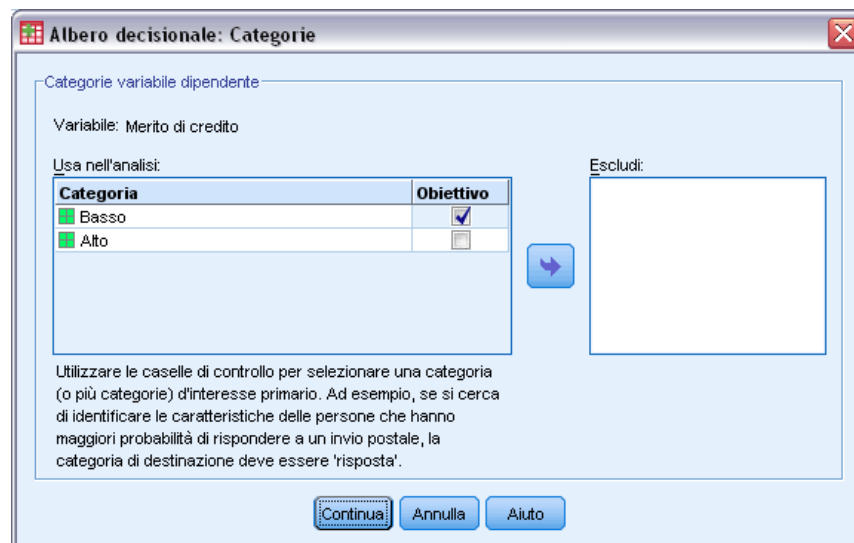 Albero decisionale: Categorie
Categorie variabile dipendente
Variabile: Merito di credito
Usa nell'analisi:
Escludi:
Categoria Obiettivo
Basso
Alto
Utilizzare le caselle di controllo per selezionare una categoria
(o più categorie) d'interesse primario. Ad esempio, se si cerca
di identificare le caratteristiche delle persone che hanno
maggiori probabilità di rispondere a un invio postale, la
categoria di destinazione deve essere 'risposta'.
Continua Annulla Aiuto